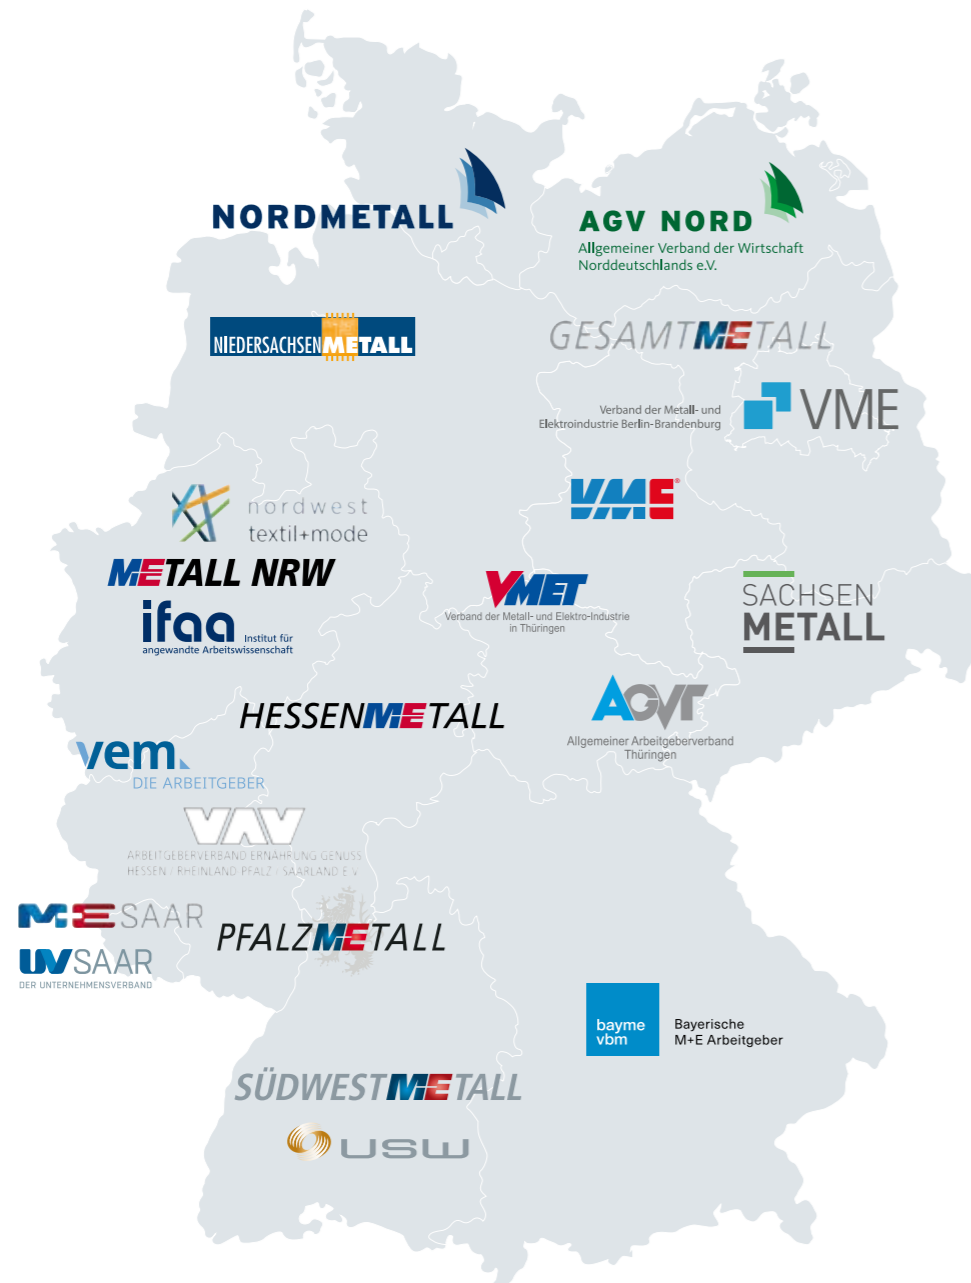 NORDMETALL
AGV NORD
Allgemeiner Verband der Wirtschaft
Norddeutschlands e.V.
NIEDERSACHSENMETALL
GESAMTMETALL
Verband der Metall- und
Elektroindustrie Berlin-Brandenburg
VME
VME®
nordwest
textil+mode
METALL NRW
ifaa Institut für
angewandte Arbeitswissenschaft
VMET
Verband der Metall- und Elektro-Industrie
in Thüringen
SACHSEN
METALL
HESSENMETALL
AGVT
Allgemeiner Arbeitgeberverband
Thüringen
vem.
DIE ARBEITGEBER
VAV
ARBEITGEBERVERBAND ERNÄHRUNG GENUSS
HESSEN / RHEINLAND PFALZ / SAARLAND E.V.
ME SAAR
PFALZMETALL
UVSAAR
DER UNTERNEHMENSVERBAND
bayme
vbm
Bayerische
M+E Arbeitgeber
SÜDWESTMETALL
USW